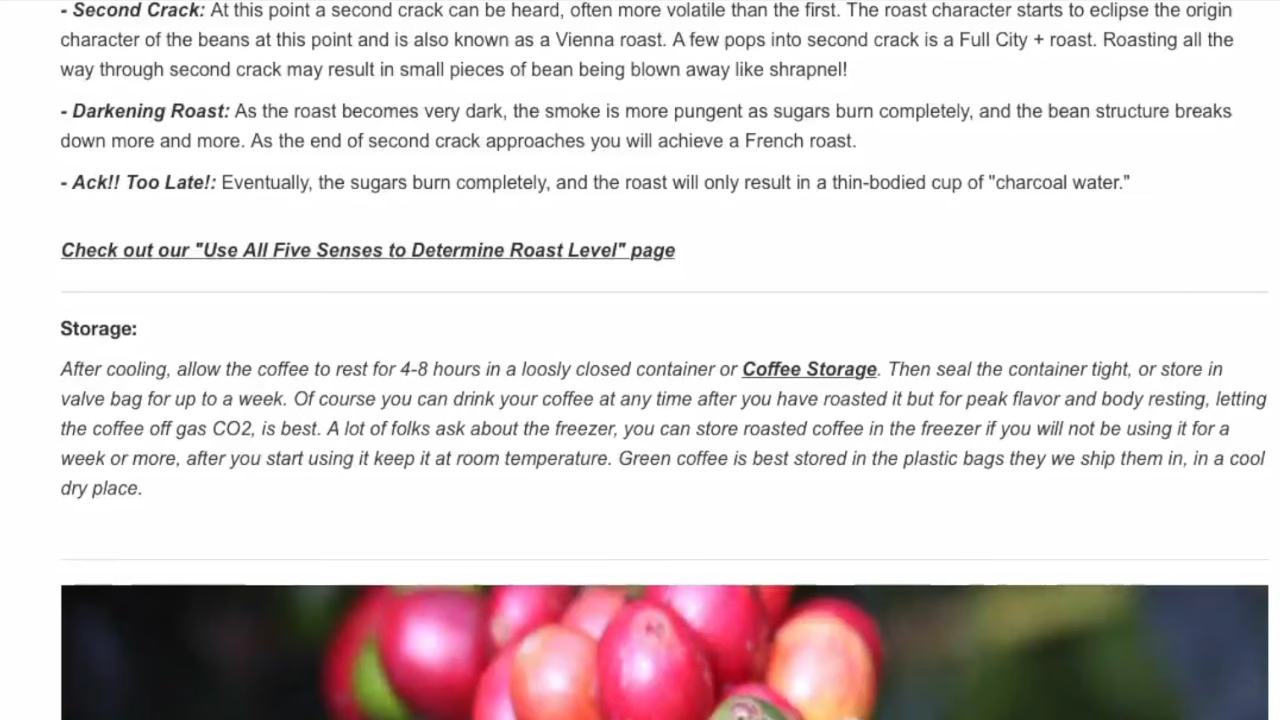 - Second Crack: At this point a second crack can be heard, often more volatile than the first. The roast character starts to eclipse the origin
character of the beans at this point and is also known as a Vienna roast. A few pops into second crack is a Full City + roast. Roasting all the
way through second crack may result in small pieces of bean being blown away like shrapnel!
- Darkening Roast: As the roast becomes very dark, the smoke is more pungent as sugars burn completely, and the bean structure breaks
down more and more. As the end of second crack approaches you will achieve a French roast.
- Ack!! Too Late!: Eventually, the sugars burn completely, and the roast will only result in a thin-bodied cup of "charcoal water."
Check out our "Use All Five Senses to Determine Roast Level" page
Storage:
After cooling, allow the coffee to rest for 4-8 hours in a loosly closed container or Coffee Storage. Then seal the container tight, or store in
valve bag for up to a week. Of course you can drink your coffee at any time after you have roasted it but for peak flavor and body resting, letting
the coffee off gas CO2, is best. A lot of folks ask about the freezer, you can store roasted coffee in the freezer if you will not be using it for a
week or more, after you start using it keep it at room temperature. Green coffee is best stored in the plastic bags they we ship them in, in a cool
dry place.